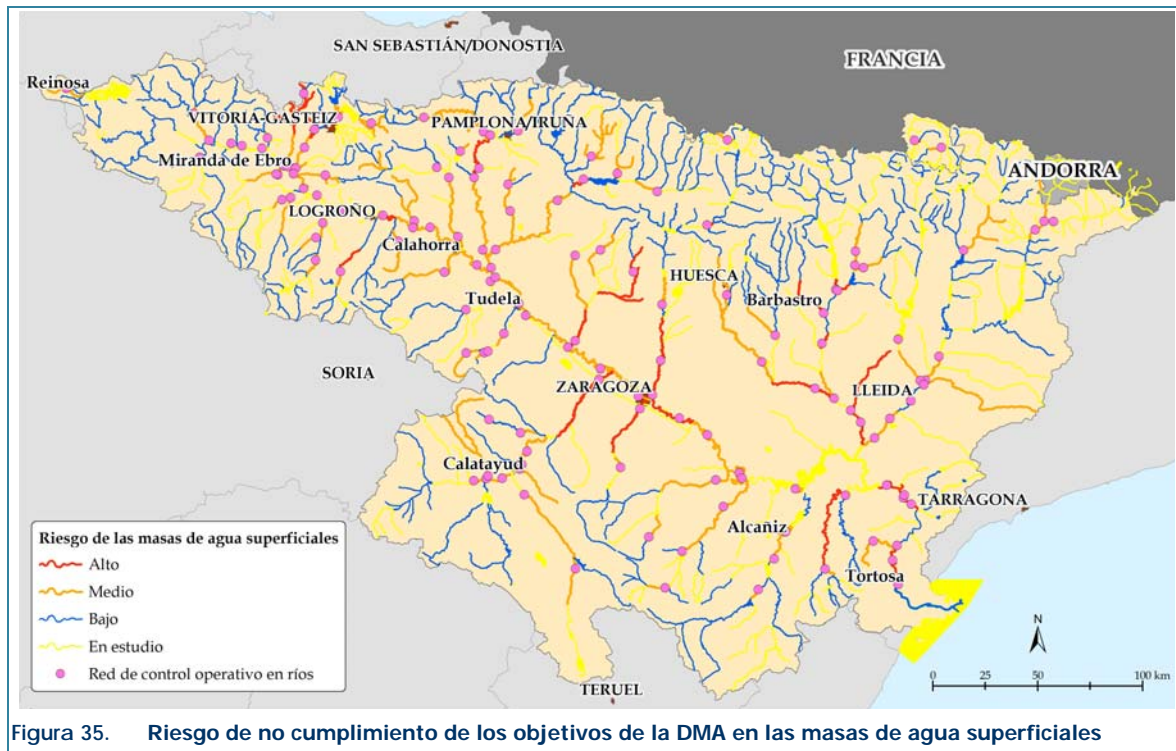 SAN SEBASTIÁN/DONOSTIA
FRANCIA
Reinosa
VITORIA-GASTEIZ
PAMPLONA/IRUÑA
Miranda de Ebro
ANDORRA
LOGROÑO
Calahorra
HUESCA
Tudela
Barbastro
SORIA
ZARAGOZA
LLEIDA
Calatayud
TARRAGONA
Alcañiz
Tortosa
TERUEL
Riesgo de las masas de agua superficiales
Alto
Medio
Bajo
En estudio
Red de control operativo en ríos
N
0 25 50 100 km
Figura 35. Riesgo de no cumplimiento de los objetivos de la DMA en las masas de agua superficiales